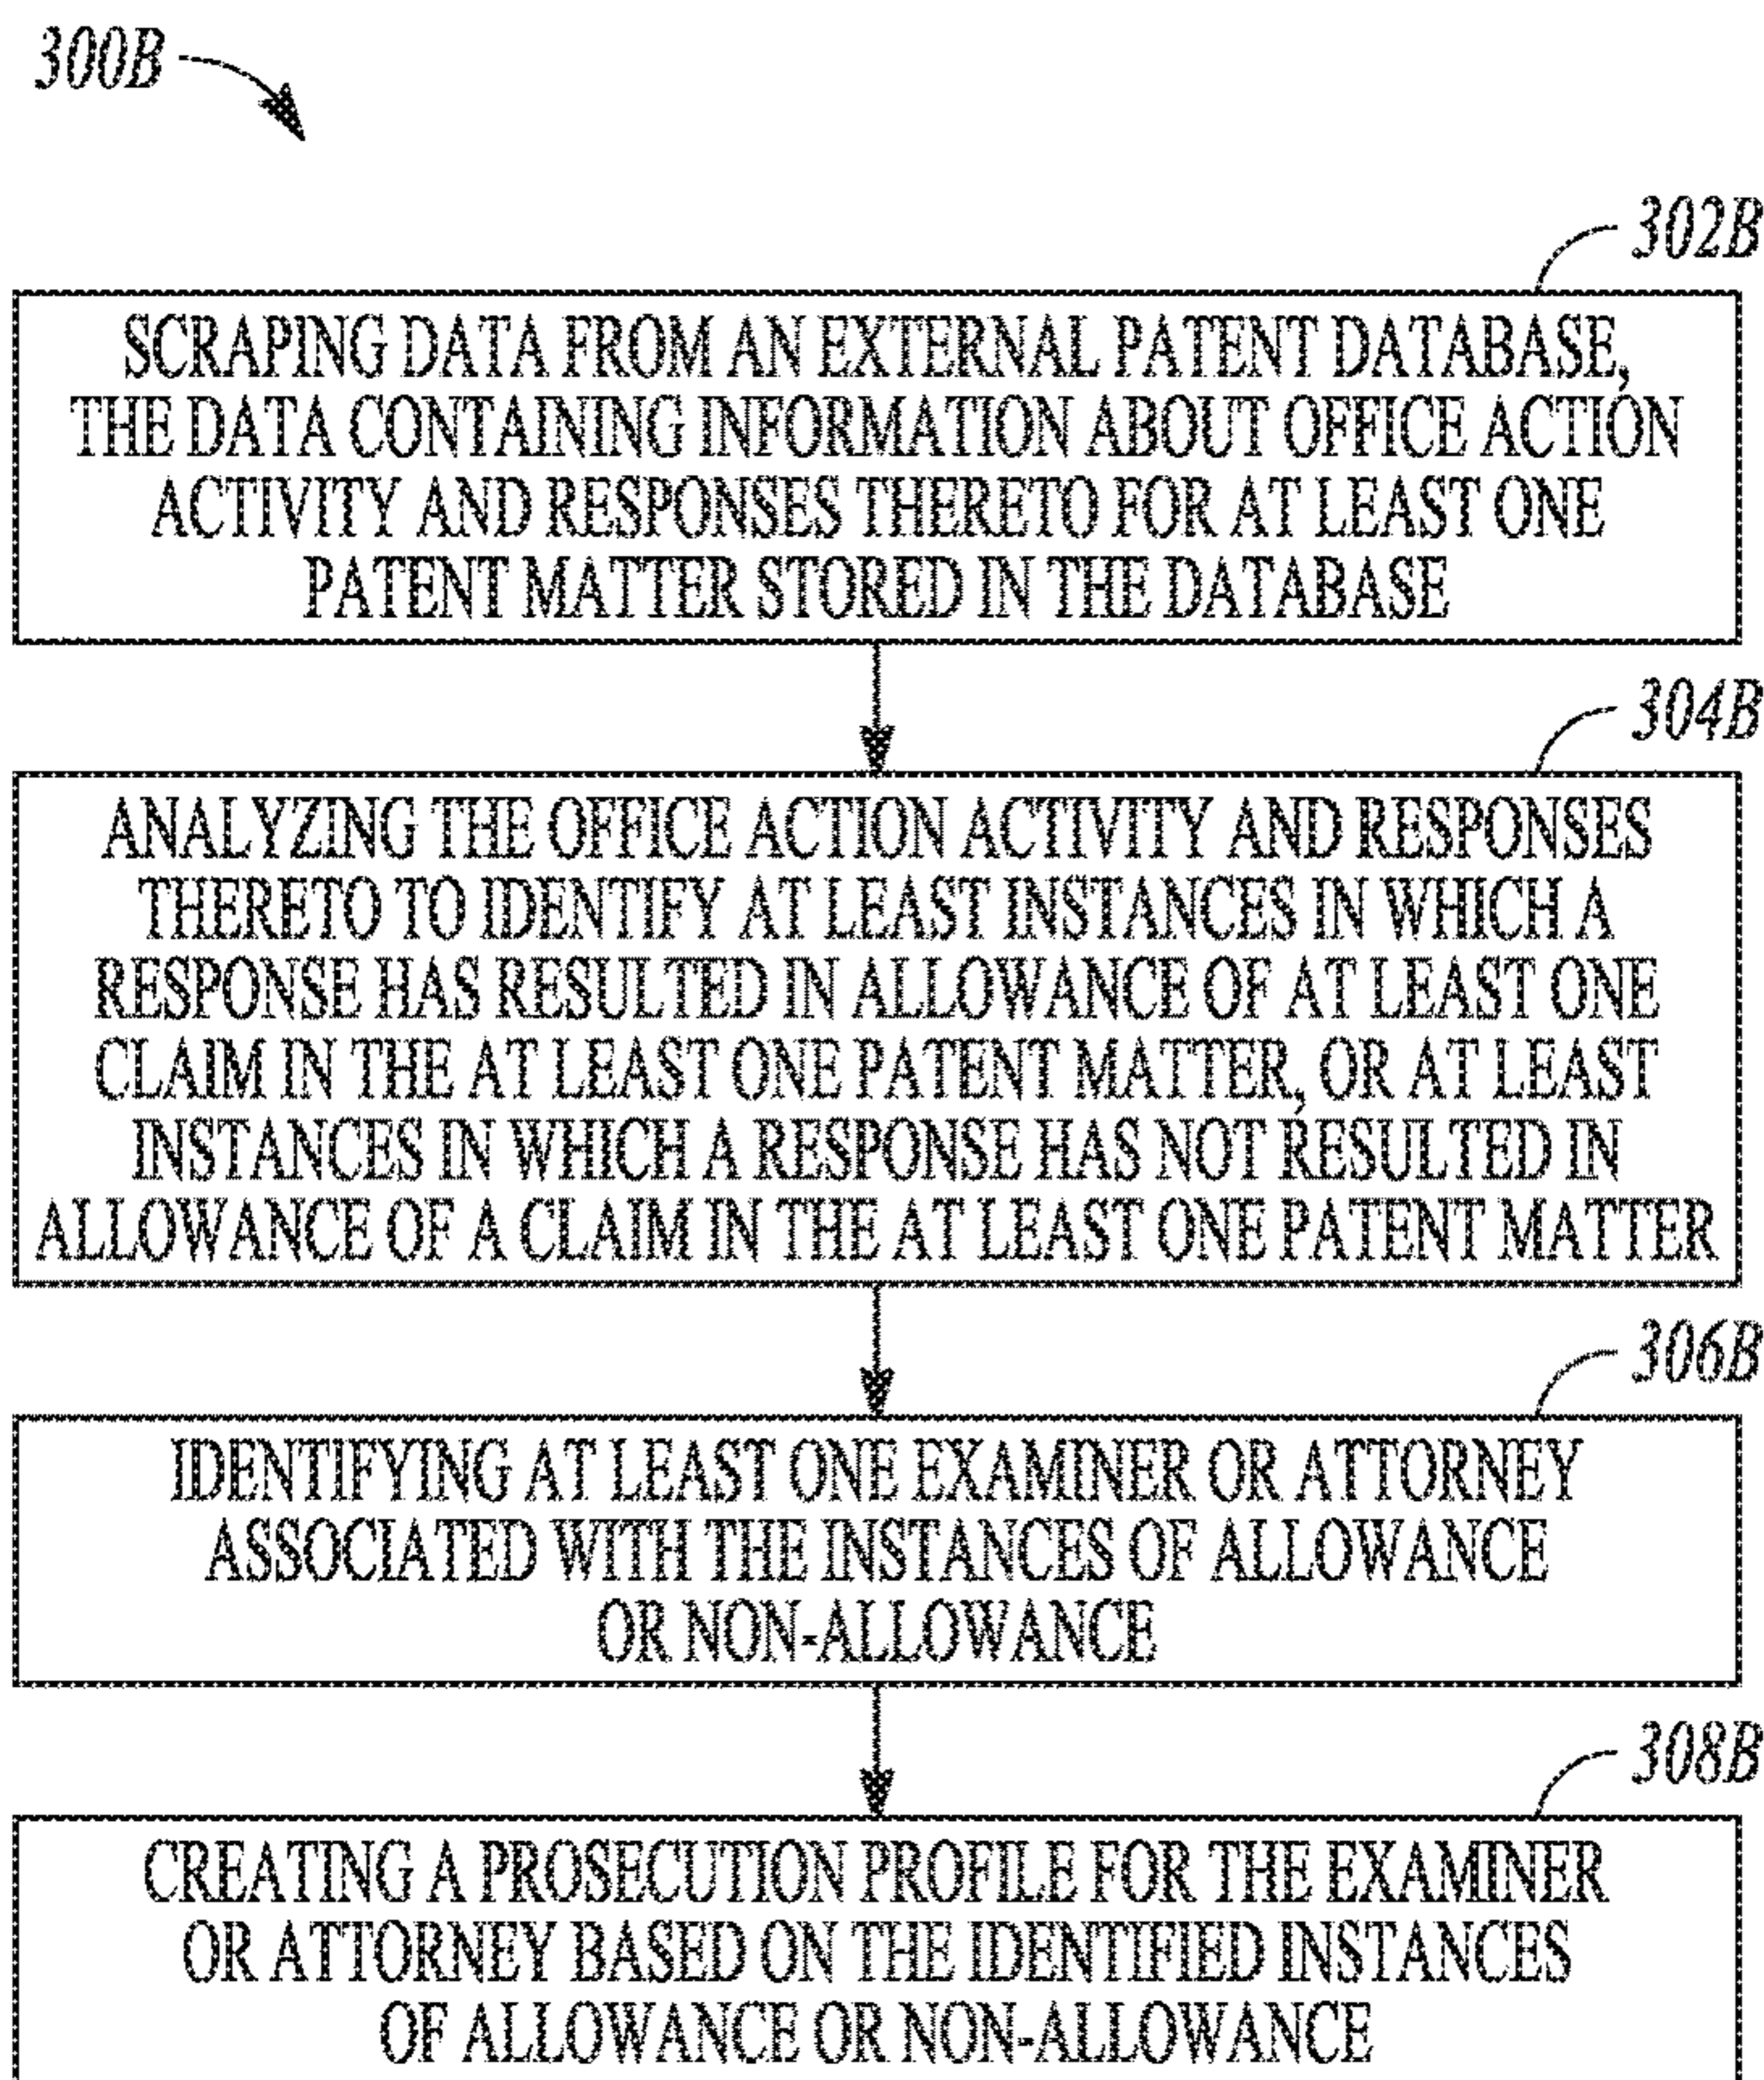 300B
302B
SCRAPING DATA FROM AN EXTERNAL PATENT DATABASE,
THE DATA CONTAINING INFORMATION ABOUT OFFICE ACTION
ACTIVITY AND RESPONSES THERETO FOR AT LEAST ONE
PATENT MATTER STORED IN THE DATABASE
304B
ANALYZING THE OFFICE ACTION ACTIVITY AND RESPONSES
THERETO TO IDENTIFY AT LEAST INSTANCES IN WHICH A
RESPONSE HAS RESULTED IN ALLOWANCE OF AT LEAST ONE
CLAIM IN THE AT LEAST ONE PATENT MATTER, OR AT LEAST
INSTANCES IN WHICH A RESPONSE HAS NOT RESULTED IN
ALLOWANCE OF A CLAIM IN THE AT LEAST ONE PATENT MATTER
306B
IDENTIFYING AT LEAST ONE EXAMINER OR ATTORNEY
ASSOCIATED WITH THE INSTANCES OF ALLOWANCE
OR NON-ALLOWANCE
308B
CREATING A PROSECUTION PROFILE FOR THE EXAMINER
OR ATTORNEY BASED ON THE IDENTIFIED INSTANCES
OF ALLOWANCE OR NON-ALLOWANCE